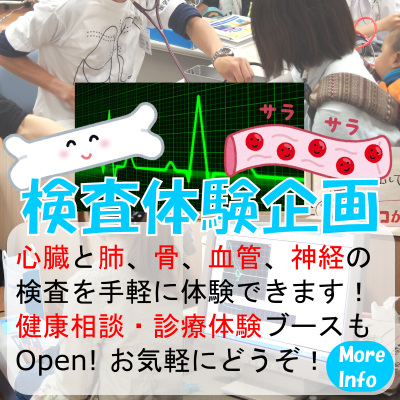 サラ
サラ
検査体験企画
心臓と肺、骨、血管、神経の
検査を手軽に体験できます！
健康相談・診療体験ブースも
Open! お気軽にどうぞ！
More
Info